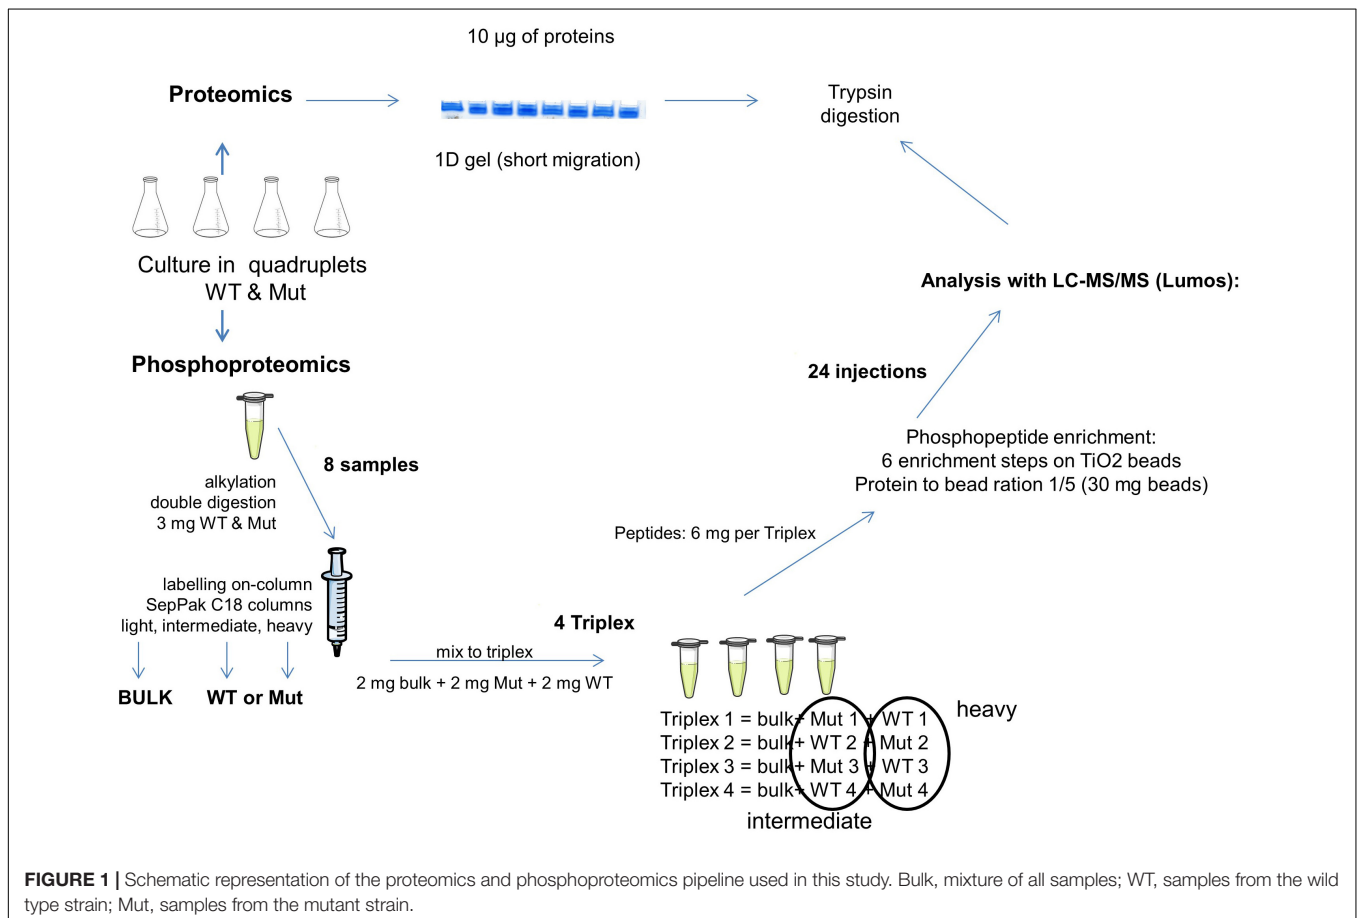 10 µg of proteins
Proteomics
Trypsin
digestion
1D gel (short migration)
Culture in quadruplets
WT & Mut
Analysis with LC-MS/MS (Lumos):
Phosphoproteomics
24 injections
8 samples
alkylation
double digestion
3 mg WT & Mut
Phosphopeptide enrichment:
6 enrichment steps on TiO2 beads
Protein to bead ration 1/5 (30 mg beads)
Peptides: 6 mg per Triplex
labelling on-column
SepPak C18 columns
light, intermediate, heavy
4 Triplex
mix to triplex
2 mg bulk + 2 mg Mut + 2 mg WT
BULK
WT or Mut
heavy
Triplex 1 = bulk+ Mut 1 + WT 1
Triplex 2 = bulk+ WT 2 + Mut 2
Triplex 3 = bulk+ Mut 3 + WT 3
Triplex 4 = bulk+ WT 4 + Mut 4
intermediate
FIGURE 1 | Schematic representation of the proteomics and phosphoproteomics pipeline used in this study. Bulk, mixture of all samples; WT, samples from the wild
type strain; Mut, samples from the mutant strain.